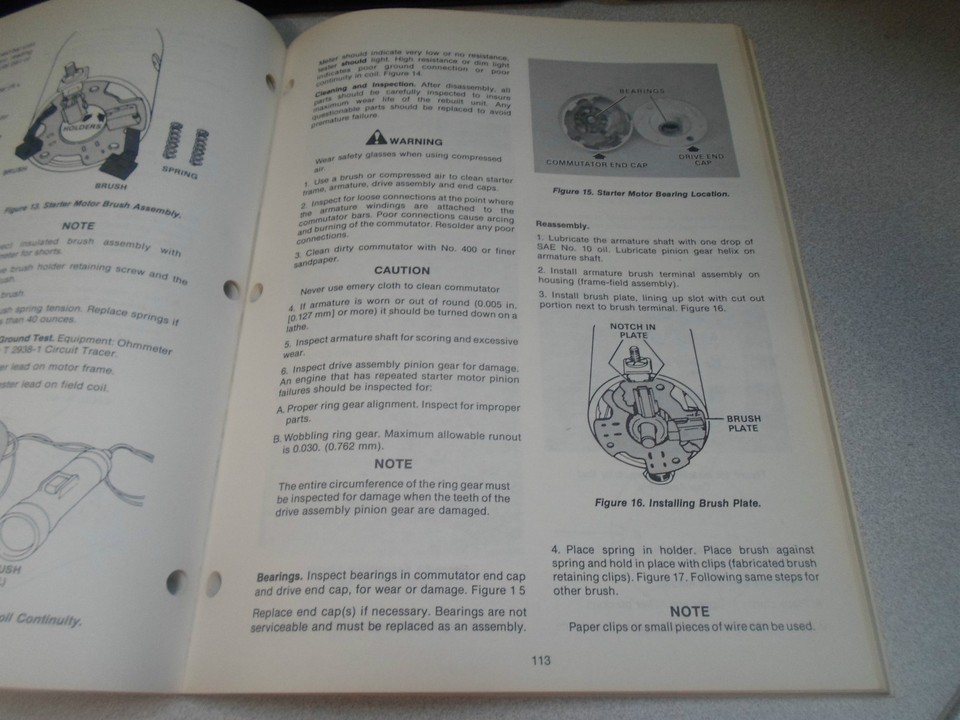 HOLDERS
BRUSH
BRUSH
SPRING
Figure 13. Starter Motor Brush Assembly.
NOTE
insulated brush assembly with
for shorts.
brush holder retaining screw and the
brush.
spring tension. Replace springs if
than 40 ounces.
Ground Test. Equipment: Ohmmeter
T 2938-1 Circuit Tracer.
lead on motor frame.
lead on field coil.
Continuity.
Meter should indicate very low or no resistance,
tester should light. High resistance or dim light
indicates poor ground connection or poor
continuity in coil. Figure 14.
Cleaning and Inspection. After disassembly, all
parts should be carefully inspected to insure
maximum wear life of the rebuilt unit. Any
questionable parts should be replaced to avoid
premature failure.
WARNING
Wear safety glasses when using compressed
air.
1. Use a brush or compressed air to clean starter
frame, armature, drive assembly and end caps.
2. Inspect for loose connections at the point where
the armature windings are attached to the
commutator bars. Poor connections cause arcing
and burning of the commutator. Resolder any poor
connections.
3. Clean dirty commutator with No. 400 or finer
sandpaper.
CAUTION
Never use emery cloth to clean commutator
4. If armature is worn or out of round (0.005 in.
[0.127 mm] or more) it should be turned down on a
lathe.
5. Inspect armature shaft for scoring and excessive
wear.
6. Inspect drive assembly pinion gear for damage.
An engine that has repeated starter motor pinion
failures should be inspected for:
A. Proper ring gear alignment. Inspect for improper
parts.
B. Wobbling ring gear. Maximum allowable runout
is 0.030. (0.762 mm).
NOTE
The entire circumference of the ring gear must
be inspected for damage when the teeth of the
drive assembly pinion gear are damaged.
Bearings. Inspect bearings in commutator end cap
and drive end cap, for wear or damage. Figure 1 5
Replace end cap(s) if necessary. Bearings are not
serviceable and must be replaced as an assembly.
BEARINGS
COMMUTATOR END CAP
DRIVE END
CAP
Figure 15. Starter Motor Bearing Location.
Reassembly.
1. Lubricate the armature shaft with one drop of
SAE No. 10 oil. Lubricate pinion gear helix on
armature shaft.
2. Install armature brush terminal assembly on
housing (frame-field assembly).
3. Install brush plate, lining up slot with cut out
portion next to brush terminal. Figure 16.
NOTCH IN
PLATE
BRUSH
PLATE
Figure 16. Installing Brush Plate.
4. Place spring in holder. Place brush against
spring and hold in place with clips (fabricated brush
retaining clips). Figure 17. Following same steps for
other brush.
NOTE
Paper clips or small pieces of wire can be used.
113